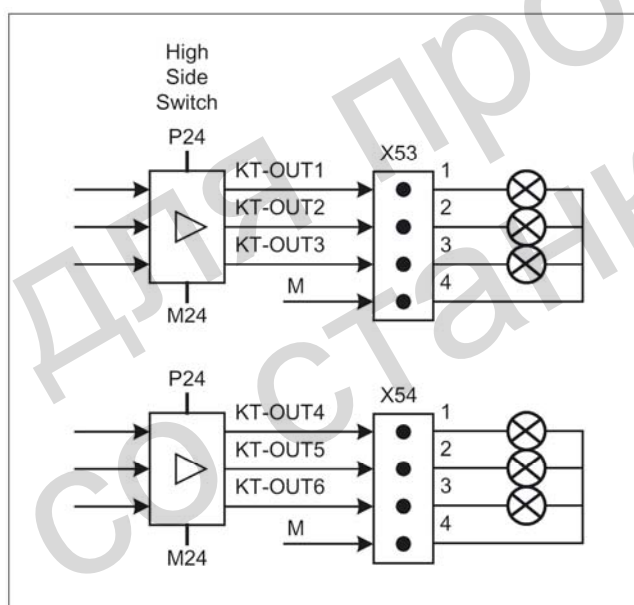 High
Side
Switch
P24
KT-OUT1
KT-OUT2
KT-OUT3
M
M24
X53
1
2
3
4
P24
KT-OUT4
KT-OUT5
KT-OUT6
M
M24
X54
1
2
3
4
для про
со станк